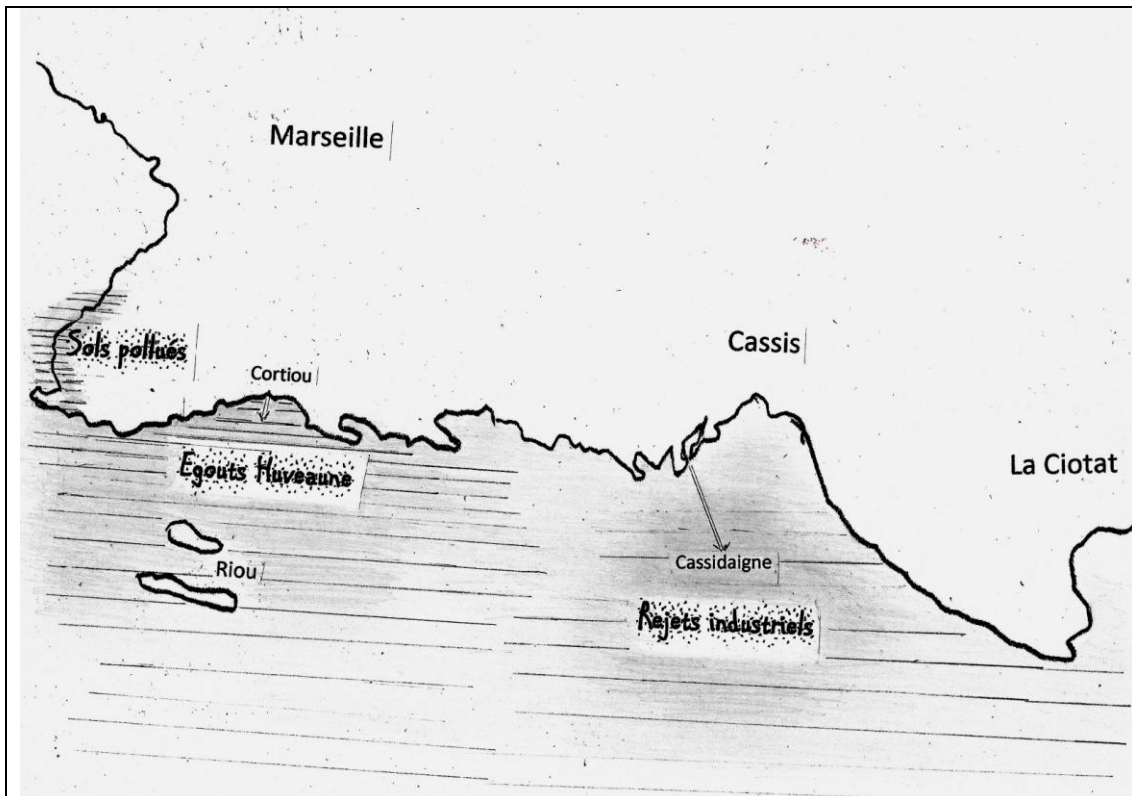 Marseille
Cassis
Sols pollués
Cortiou
La Ciotat
Egouts Huveaune
Cassidaigne
Riou
Rejets industriels